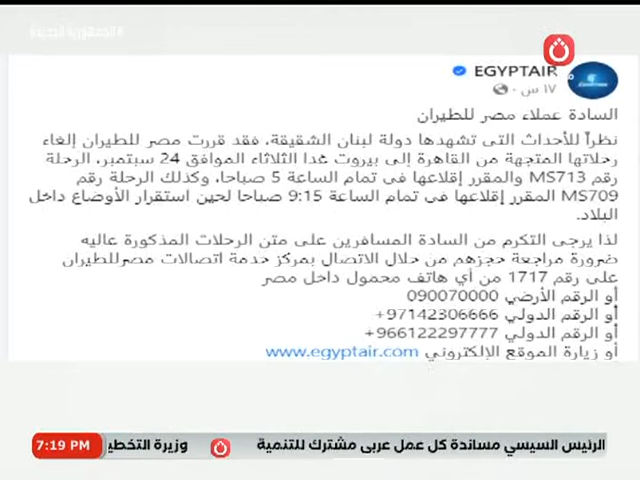 الجمهورية الجديدة
EGYPTAIR
١٧ س ·
السادة عملاء مصر للطيران
نظراً للأحداث التى تشهدها دولة لبنان الشقيقة، فقد قررت مصر للطيران إلغاء
رحلاتها المتجهة من القاهرة إلى بيروت غدا الثلاثاء الموافق 24 سبتمبر، الرحلة
رقم MS713 والمقرر إقلاعها فى تمام الساعة 5 صباحا، وكذلك الرحلة رقم
MS709 المقرر إقلاعها فى تمام الساعة 9:15 صباحا لحين استقرار الأوضاع داخل
البلاد.
لذا يرجى التكرم من السادة المسافرين على متن الرحلات المذكورة عاليه
ضرورة مراجعة حجزهم من خلال الاتصال بمركز خدمة اتصالات مصرللطيران
على رقم 1717 من أي هاتف محمول داخل مصر
أو الرقم الأرضي 090070000
أو الرقم الدولي 97142306666+
أو الرقم الدولي 966122297777+
أو زيارة الموقع الإلكتروني www.egyptair.com
الرئيس السيسي مساندة كل عمل عربى مشترك للتنمية
وزيرة التخطي
7:19 PM